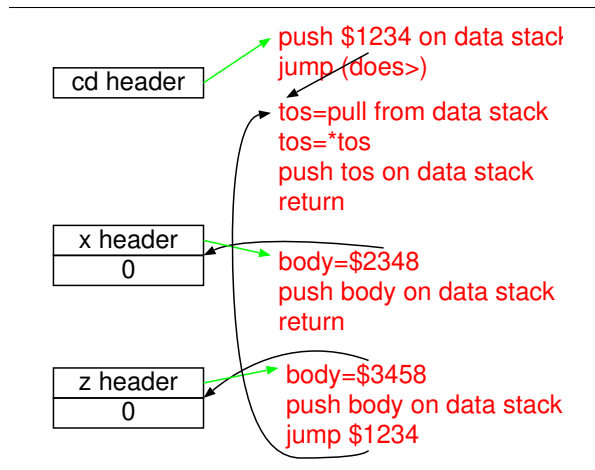 push $1234 on data stack
jump (does>)
cd header
tos=pull from data stack
tos=*tos
push tos on data stack
return
x header
0
body=$2348
push body on data stack
return
z header
0
body=$3458
push body on data stack
jump $1234